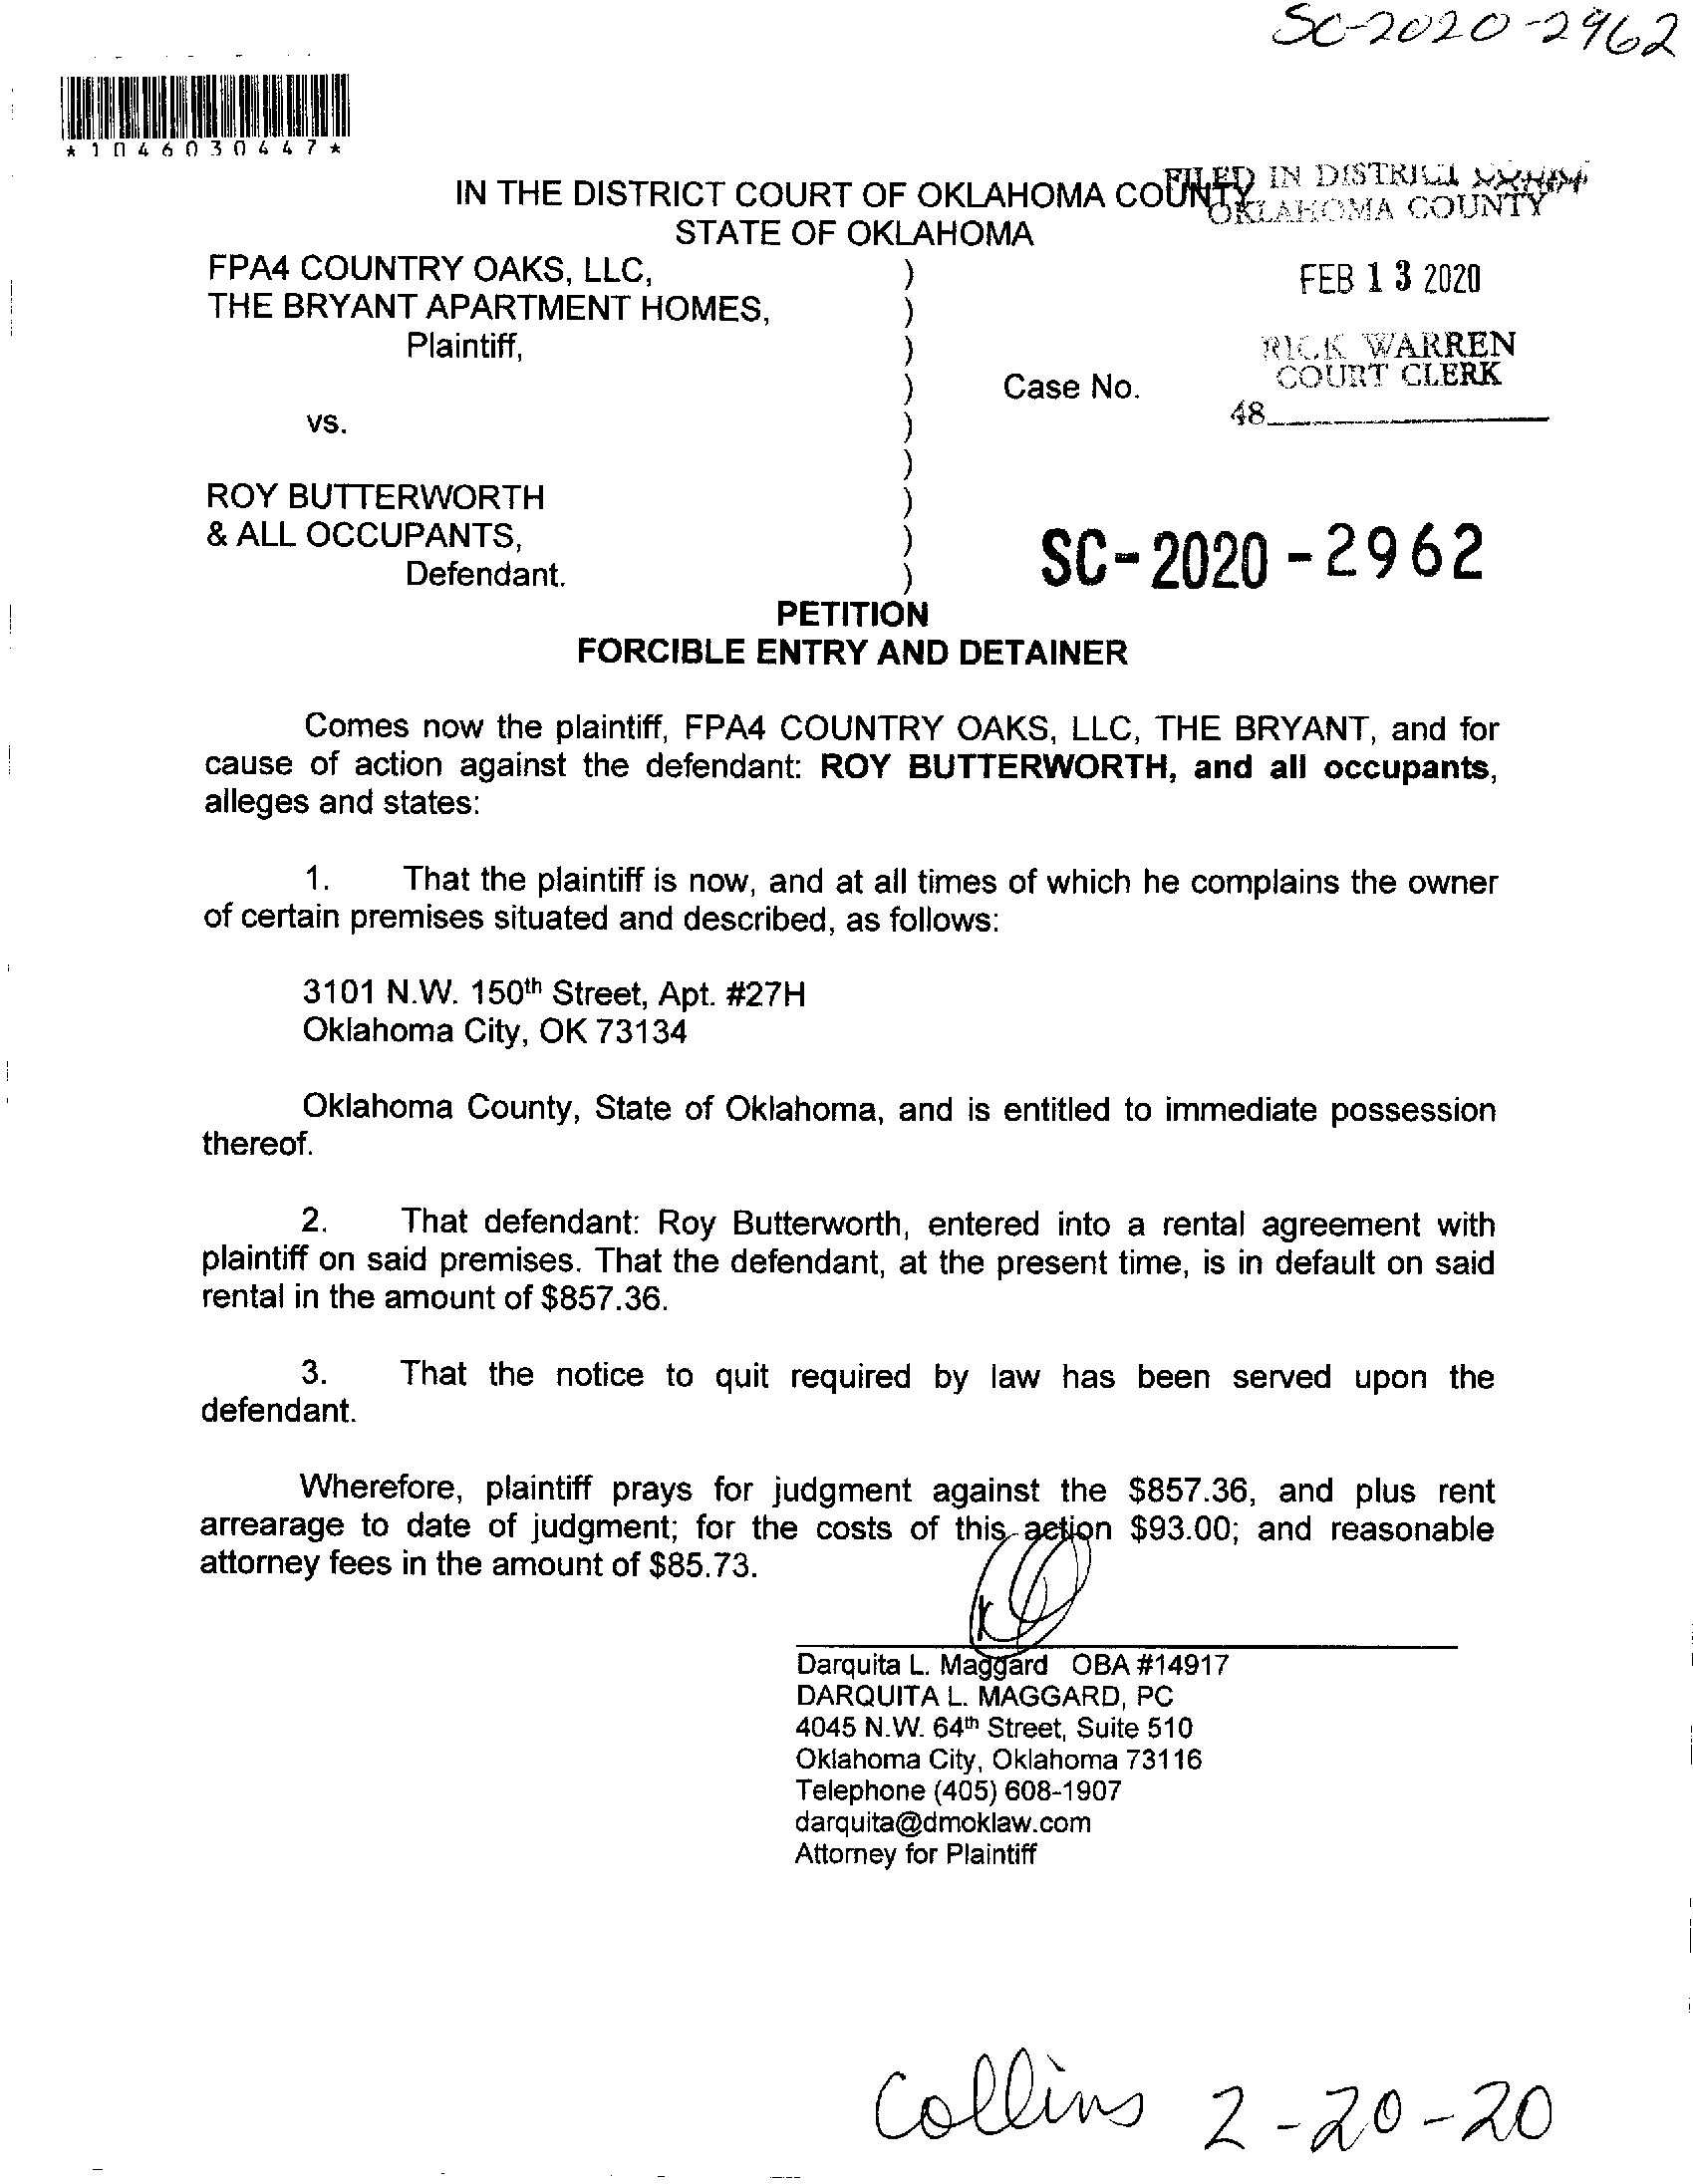 SC-2020-2962
*1046030447*
IN THE DISTRICT COURT OF OKLAHOMA COUNTY
STATE OF OKLAHOMA
FILED IN DISTRICT COURT
OKLAHOMA COUNTY
FEB 13 2020
RICK WARREN
COURT CLERK
48
FPA4 COUNTRY OAKS, LLC, )
THE BRYANT APARTMENT HOMES, )
Plaintiff, )
) Case No.
vs. )
)
ROY BUTTERWORTH )
& ALL OCCUPANTS, )
Defendant. )
SC-2020-2962
PETITION
FORCIBLE ENTRY AND DETAINER
Comes now the plaintiff, FPA4 COUNTRY OAKS, LLC, THE BRYANT, and for
cause of action against the defendant: ROY BUTTERWORTH, and all occupants,
alleges and states:
1. That the plaintiff is now, and at all times of which he complains the owner
of certain premises situated and described, as follows:
3101 N.W. 150th Street, Apt. #27H
Oklahoma City, OK 73134
Oklahoma County, State of Oklahoma, and is entitled to immediate possession
thereof.
2. That defendant: Roy Butterworth, entered into a rental agreement with
plaintiff on said premises. That the defendant, at the present time, is in default on said
rental in the amount of $857.36.
3. That the notice to quit required by law has been served upon the
defendant.
Wherefore, plaintiff prays for judgment against the $857.36, and plus rent
arrearage to date of judgment; for the costs of this action $93.00; and reasonable
attorney fees in the amount of $85.73.
Darquita L. Maggard OBA #14917
DARQUITA L. MAGGARD, PC
4045 N.W. 64th Street, Suite 510
Oklahoma City, Oklahoma 73116
Telephone (405) 608-1907
darquita@dmoklaw.com
Attorney for Plaintiff
Collins 2-20-20